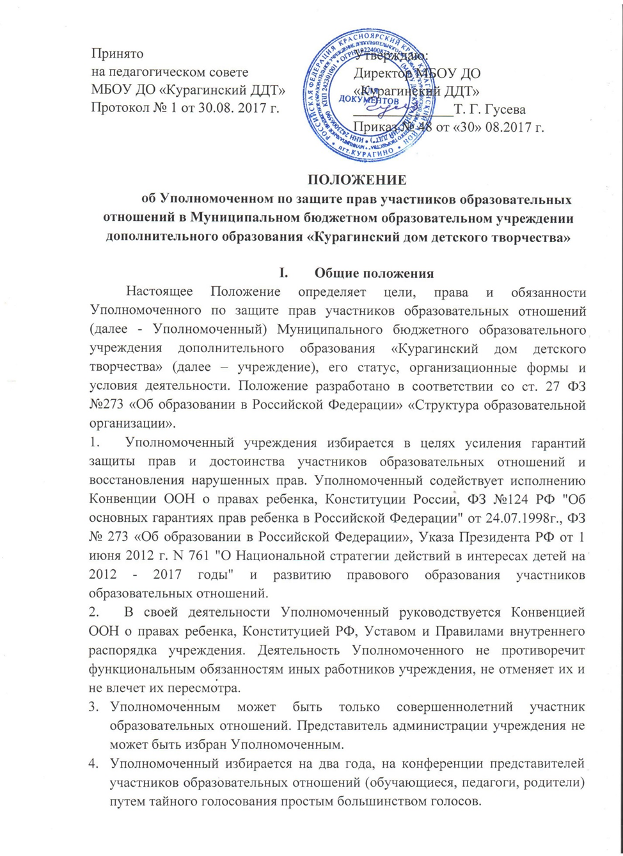 Принято
на педагогическом совете
МБОУ ДО «Курагинский ДДТ»
Протокол № 1 от 30.08. 2017 г.
Утверждаю:
Директор МБОУ ДО
«Курагинский ДДТ»
_____________Т. Г. Гусева
Приказ № 48 от «30» 08.2017 г.
ДОКУМЕНТОВ
ПОЛОЖЕНИЕ
об Уполномоченном по защите прав участников образовательных
отношений в Муниципальном бюджетном образовательном учреждении
дополнительного образования «Курагинский дом детского творчества»
I. Общие положения
Настоящее Положение определяет цели, права и обязанности
Уполномоченного по защите прав участников образовательных отношений
(далее - Уполномоченный) Муниципального бюджетного образовательного
учреждения дополнительного образования «Курагинский дом детского
творчества» (далее – учреждение), его статус, организационные формы и
условия деятельности. Положение разработано в соответствии со ст. 27 ФЗ
№273 «Об образовании в Российской Федерации» «Структура образовательной
организации».
1. Уполномоченный учреждения избирается в целях усиления гарантий
защиты прав и достоинства участников образовательных отношений и
восстановления нарушенных прав. Уполномоченный содействует исполнению
Конвенции ООН о правах ребенка, Конституции России, ФЗ №124 РФ "Об
основных гарантиях прав ребенка в Российской Федерации" от 24.07.1998г., ФЗ
№ 273 «Об образовании в Российской Федерации», Указа Президента РФ от 1
июня 2012 г. N 761 "О Национальной стратегии действий в интересах детей на
2012 - 2017 годы" и развитию правового образования участников
образовательных отношений.
2. В своей деятельности Уполномоченный руководствуется Конвенцией
ООН о правах ребенка, Конституцией РФ, Уставом и Правилами внутреннего
распорядка учреждения. Деятельность Уполномоченного не противоречит
функциональным обязанностям иных работников учреждения, не отменяет их и
не влечет их пересмотра.
3. Уполномоченным может быть только совершеннолетний участник
образовательных отношений. Представитель администрации учреждения не
может быть избран Уполномоченным.
4. Уполномоченный избирается на два года, на конференции представителей
участников образовательных отношений (обучающиеся, педагоги, родители)
путем тайного голосования простым большинством голосов.